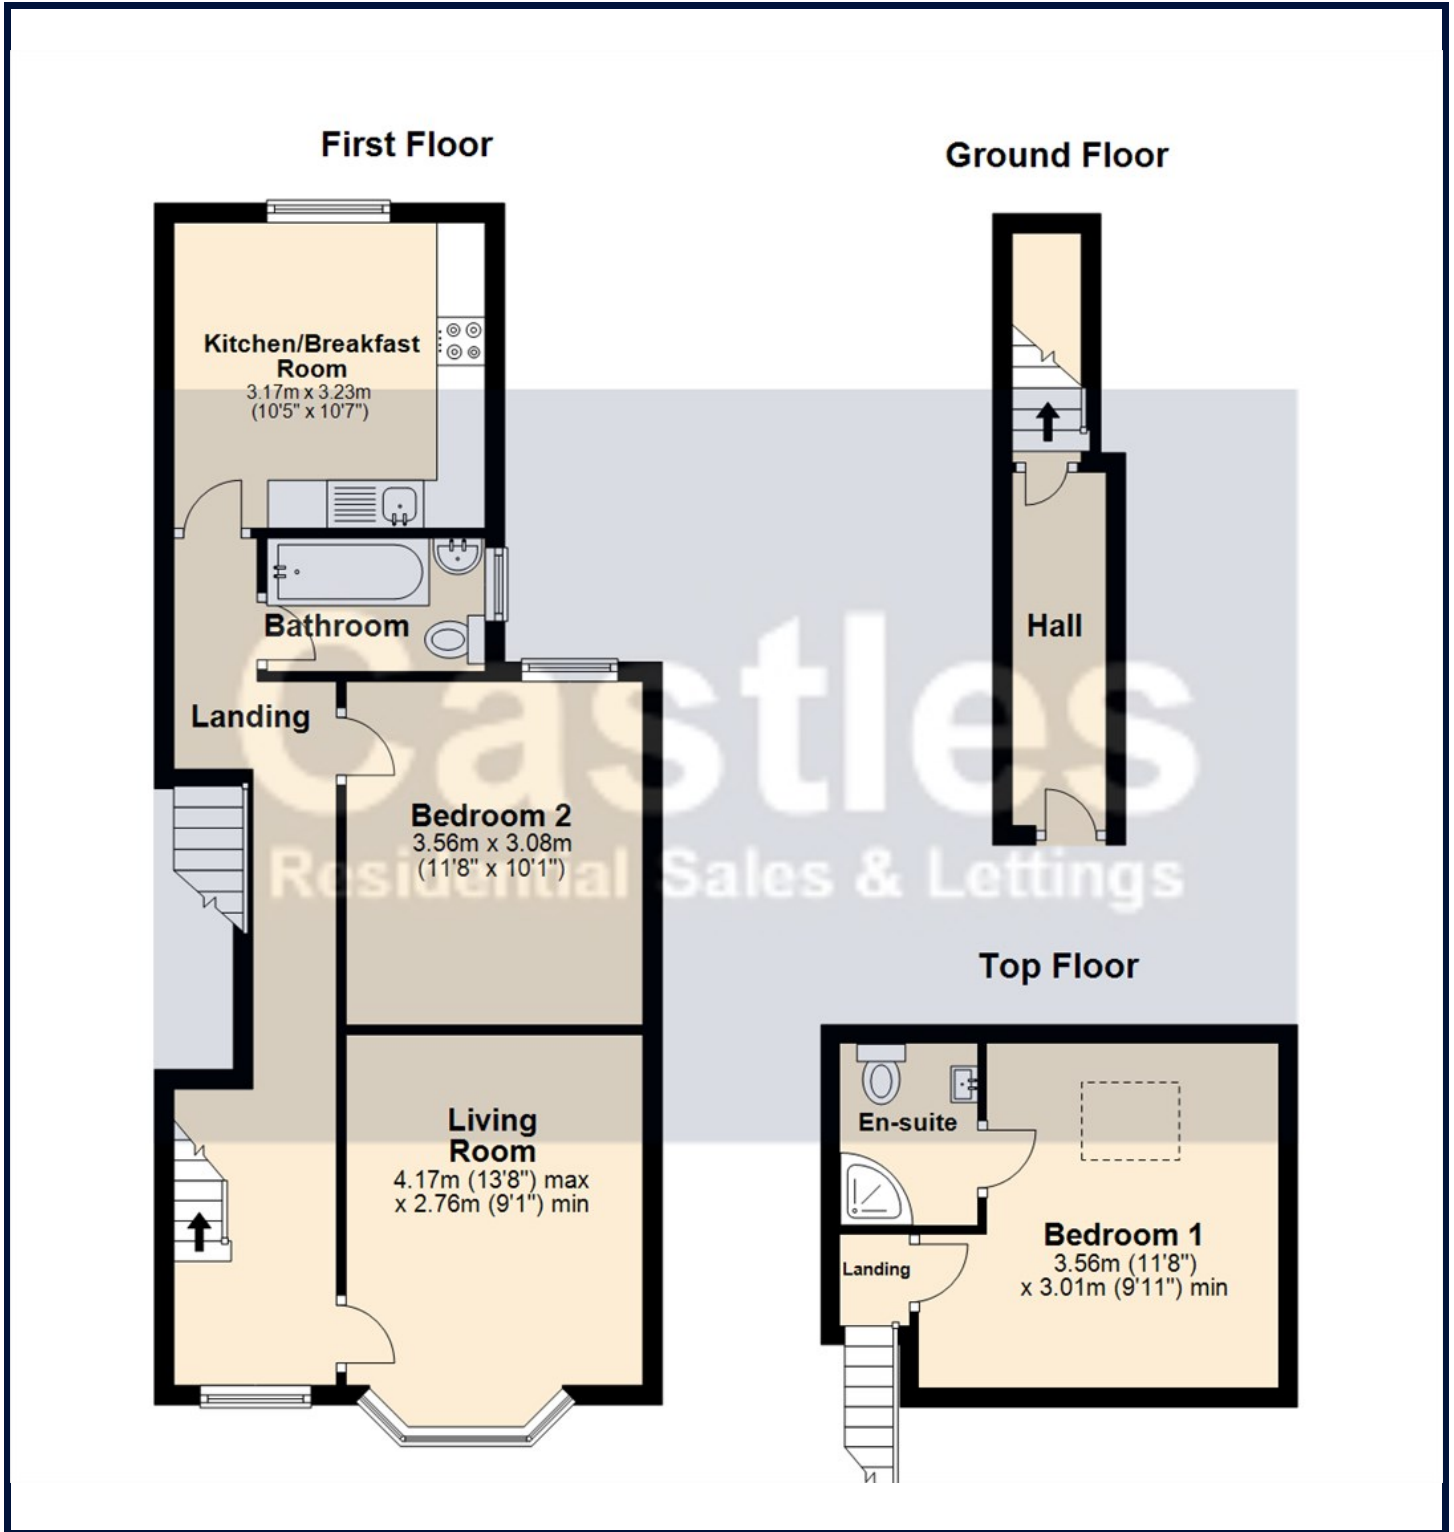 First Floor
Kitchen/Breakfast
Room
3.17m x 3.23m
(10'5" x 10'7")
Bathroom
Landing
Bedroom 2
3.56m x 3.08m
(11'8" x 10'1")
Living
Room
4.17m (13'8") max
x 2.76m (9'1") min
Ground Floor
Hall
Top Floor
En-suite
Landing
Bedroom 1
3.56m (11'8")
x 3.01m (9'11") min
Castles
Residential Sales & Lettings